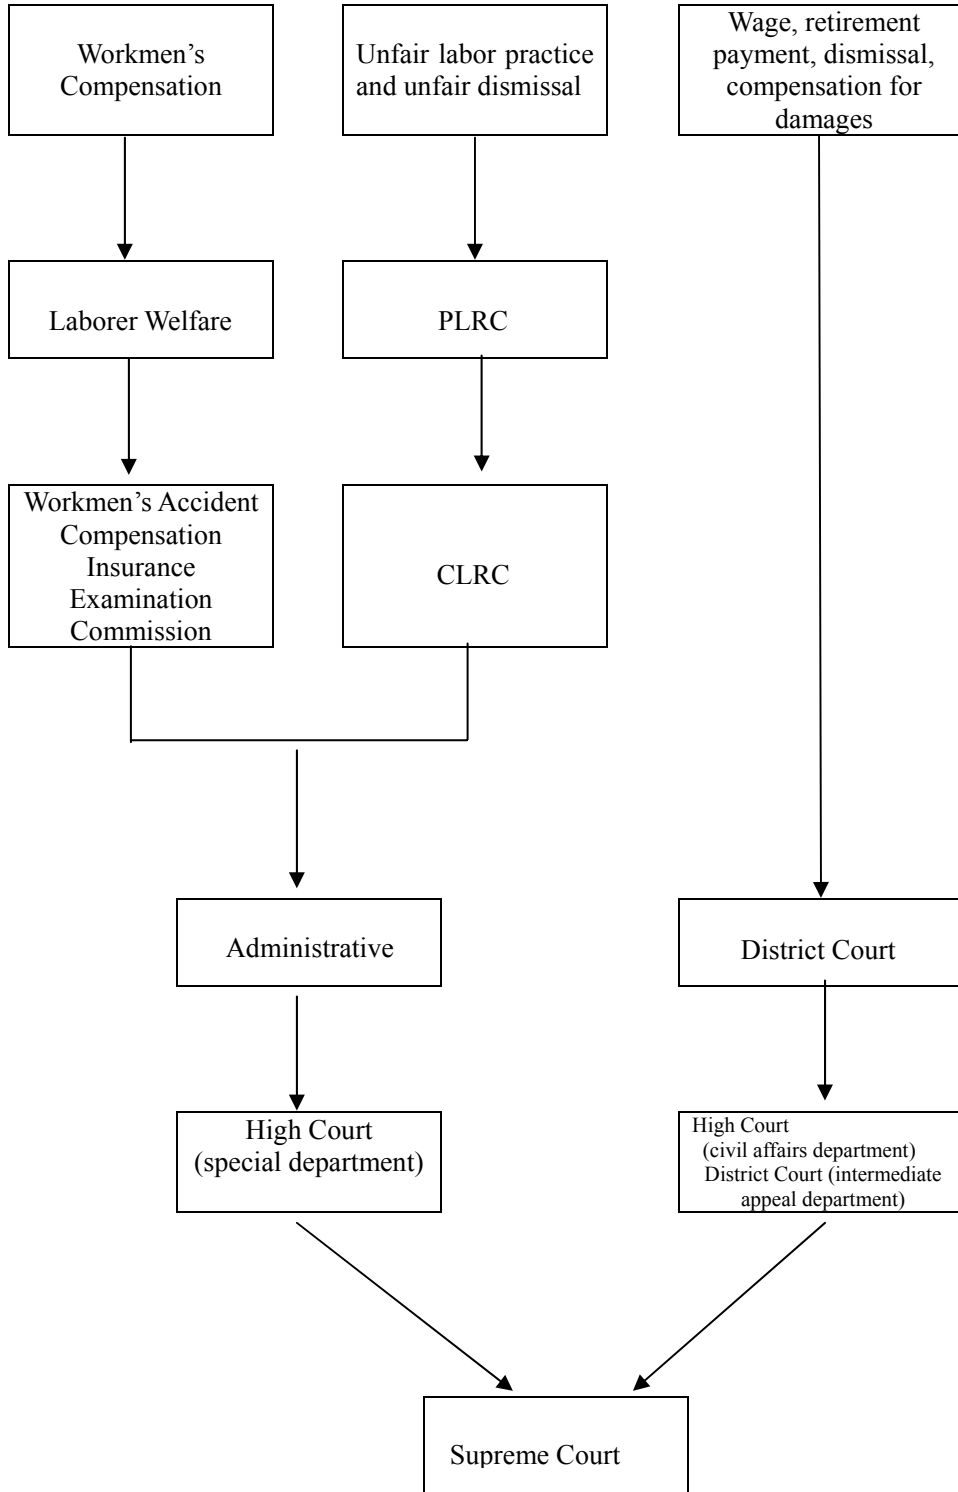 Workmen’s
Compensation
Unfair labor practice
and unfair dismissal
Wage, retirement
payment, dismissal,
compensation for
damages
Laborer Welfare
PLRC
Workmen’s Accident
Compensation
Insurance
Examination
Commission
CLRC
Administrative
District Court
High Court
(special department)
High Court
(civil affairs department)
District Court (intermediate
appeal department)
Supreme Court